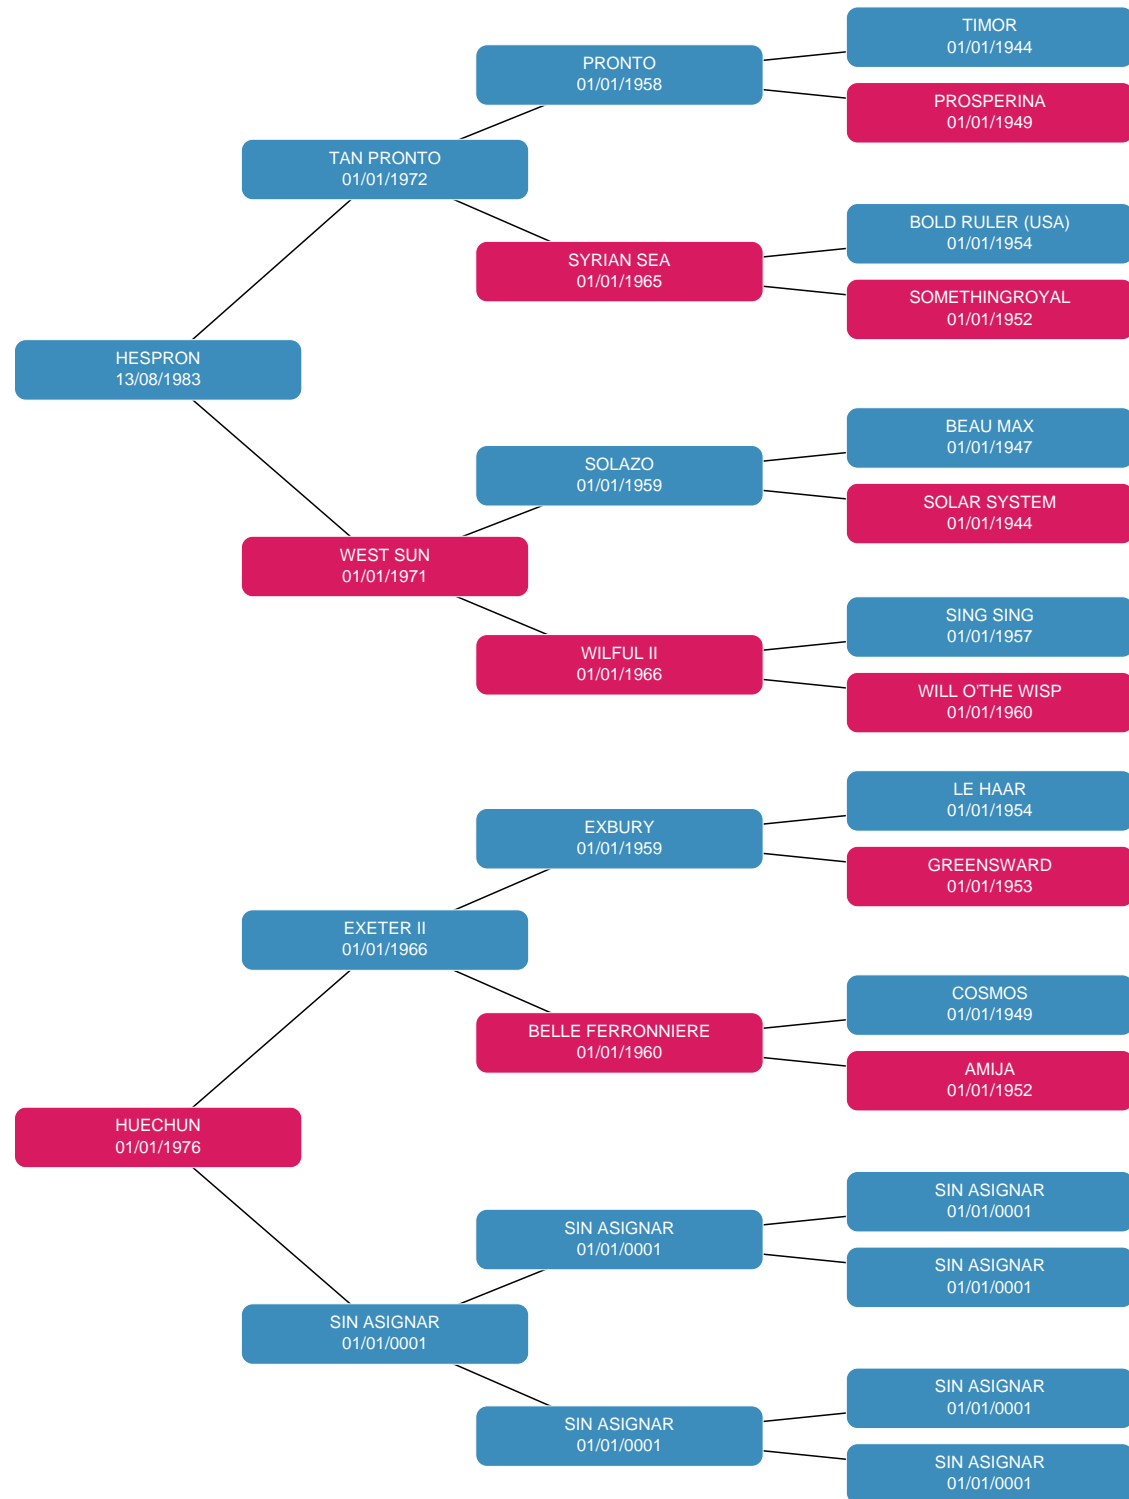 TIMOR
01/01/1944
PRONTO
01/01/1958
PROSPERINA
01/01/1949
TAN PRONTO
01/01/1972
BOLD RULER (USA)
01/01/1954
SYRIAN SEA
01/01/1965
SOMETHINGROYAL
01/01/1952
HESPRON
13/08/1983
BEAU MAX
01/01/1947
SOLAZO
01/01/1959
SOLAR SYSTEM
01/01/1944
WEST SUN
01/01/1971
SING SING
01/01/1957
WILFUL II
01/01/1966
WILL O'THE WISP
01/01/1960
LE HAAR
01/01/1954
EXBURY
01/01/1959
GREENSWARD
01/01/1953
EXETER II
01/01/1966
COSMOS
01/01/1949
BELLE FERRONNIERE
01/01/1960
AMIJA
01/01/1952
HUECHUN
01/01/1976
SIN ASIGNAR
01/01/0001
SIN ASIGNAR
01/01/0001
SIN ASIGNAR
01/01/0001
SIN ASIGNAR
01/01/0001
SIN ASIGNAR
01/01/0001
SIN ASIGNAR
01/01/0001
SIN ASIGNAR
01/01/0001